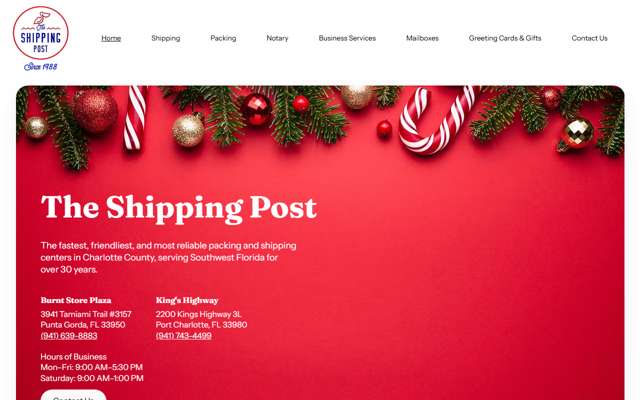 The
SHIPPING
POST
Since 1988
Home
Shipping
Packing
Notary
Business Services
Mailboxes
Greeting Cards & Gifts
Contact Us
The Shipping Post
The fastest, friendliest, and most reliable packing and shipping
centers in Charlotte County, serving Southwest Florida for
over 30 years.
Burnt Store Plaza
3941 Tamiami Trail #3157
Punta Gorda, FL 33950
(941) 639-8883
King's Highway
2200 Kings Highway 3L
Port Charlotte, FL 33980
(941) 743-4499
Hours of Business
Mon–Fri: 9:00 AM–5:30 PM
Saturday: 9:00 AM–1:00 PM
Contact Us